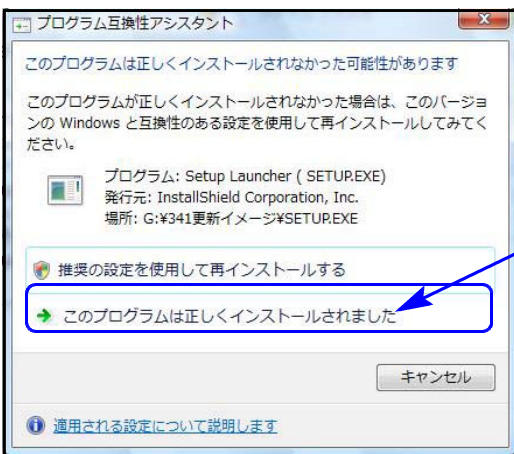 プログラム互換性アシスタント
このプログラムは正しくインストールされなかった可能性があります
このプログラムが正しくインストールされなかった場合は、このバージョ
ンの Windows と互換性のある設定を使用して再インストールしてみてく
ださい。
プログラム: Setup Launcher ( SETUP.EXE)
発行元: InstallShield Corporation, Inc.
場所: G:¥341更新イメージ¥SETUP.EXE
推奨の設定を使用して再インストールする
このプログラムは正しくインストールされました
キャンセル
適用される設定について説明します